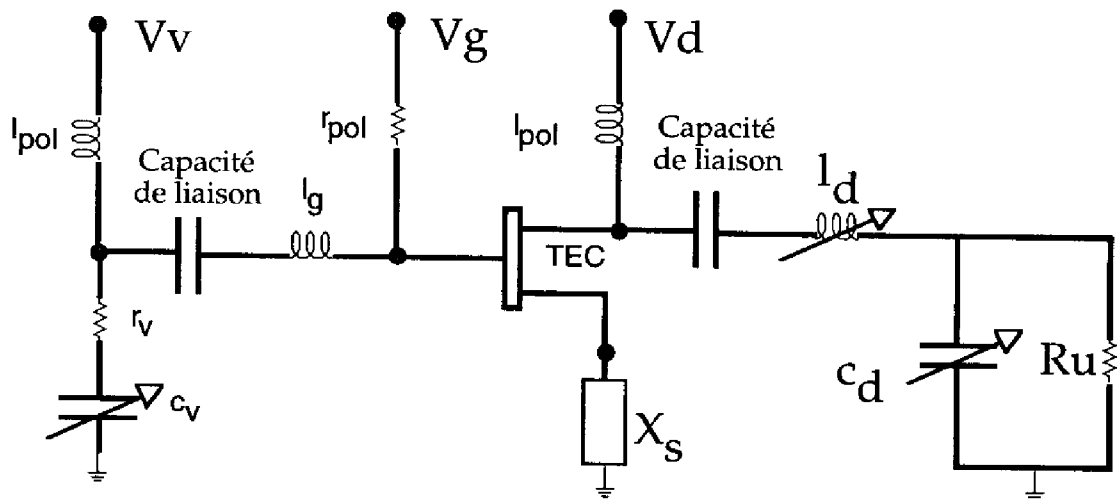 Vv
Vg
Vd
lpol
rpol
lpol
Capacité
de liaison
Capacité
de liaison
lg
ld
TEC
rv
cv
Xs
cd
Ru